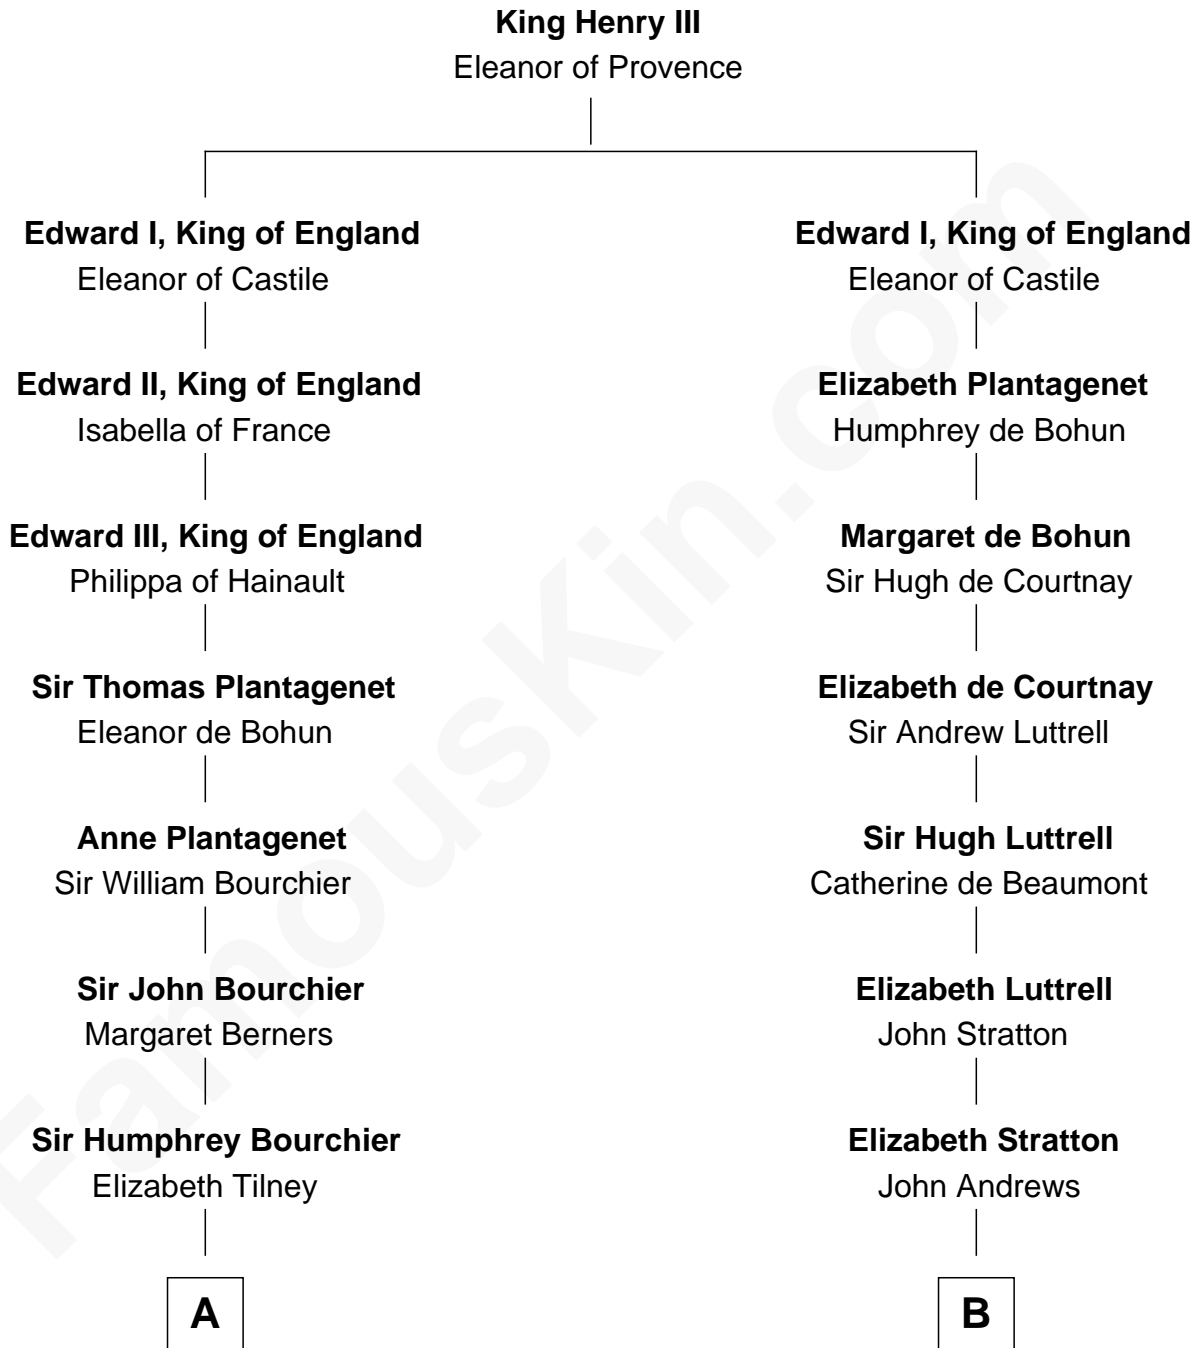 King Henry III
Eleanor of Provence
Edward I, King of England
Eleanor of Castile
Edward II, King of England
Isabella of France
Edward III, King of England
Philippa of Hainault
Sir Thomas Plantagenet
Eleanor de Bohun
Anne Plantagenet
Sir William Bourchier
Sir John Bourchier
Margaret Berners
Sir Humphrey Bourchier
Elizabeth Tilney
A
Edward I, King of England
Eleanor of Castile
Elizabeth Plantagenet
Humphrey de Bohun
Margaret de Bohun
Sir Hugh de Courtnay
Elizabeth de Courtnay
Sir Andrew Luttrell
Sir Hugh Luttrell
Catherine de Beaumont
Elizabeth Luttrell
John Stratton
Elizabeth Stratton
John Andrews
B
FamousKin.com